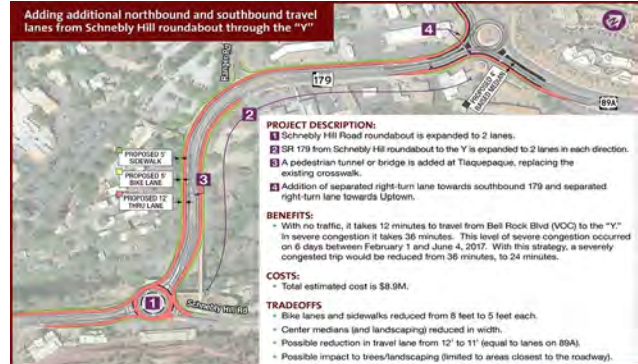 Adding additional northbound and southbound travel
lanes from Schnebly Hill roundabout through the “Y”
4
Ranger Rd
179
PROPOSED 4'
RAISED MEDIAN
89A
2
PROPOSED 5'
SIDEWALK
PROPOSED 5'
BIKE LANE
PROPOSED 12'
THRU LANE
3
1
Schnebly Hill Rd
PROJECT DESCRIPTION:
1 Schnebly Hill Road roundabout is expanded to 2 lanes.
2 SR 179 from Schnebly Hill roundabout to the Y is expanded to 2 lanes in each direction.
3 A pedestrian tunnel or bridge is added at Tlaquepaque, replacing the
existing crosswalk.
4 Addition of separated right-turn lane towards southbound 179 and separated
right-turn lane towards Uptown.
BENEFITS:
• With no traffic, it takes 12 minutes to travel from Bell Rock Blvd (VOC) to the “Y.”
In severe congestion it takes 36 minutes. This level of severe congestion occurred
on 6 days between February 1 and June 4, 2017. With this strategy, a severely
congested trip would be reduced from 36 minutes, to 24 minutes.
COSTS:
• Total estimated cost is $8.9M.
TRADEOFFS
• Bike lanes and sidewalks reduced from 8 feet to 5 feet each.
• Center medians (and landscaping) reduced in width.
• Possible reduction in travel lane from 12' to 11' (equal to lanes on 89A).
• Possible impact to trees/landscaping (limited to areas closest to the roadway).